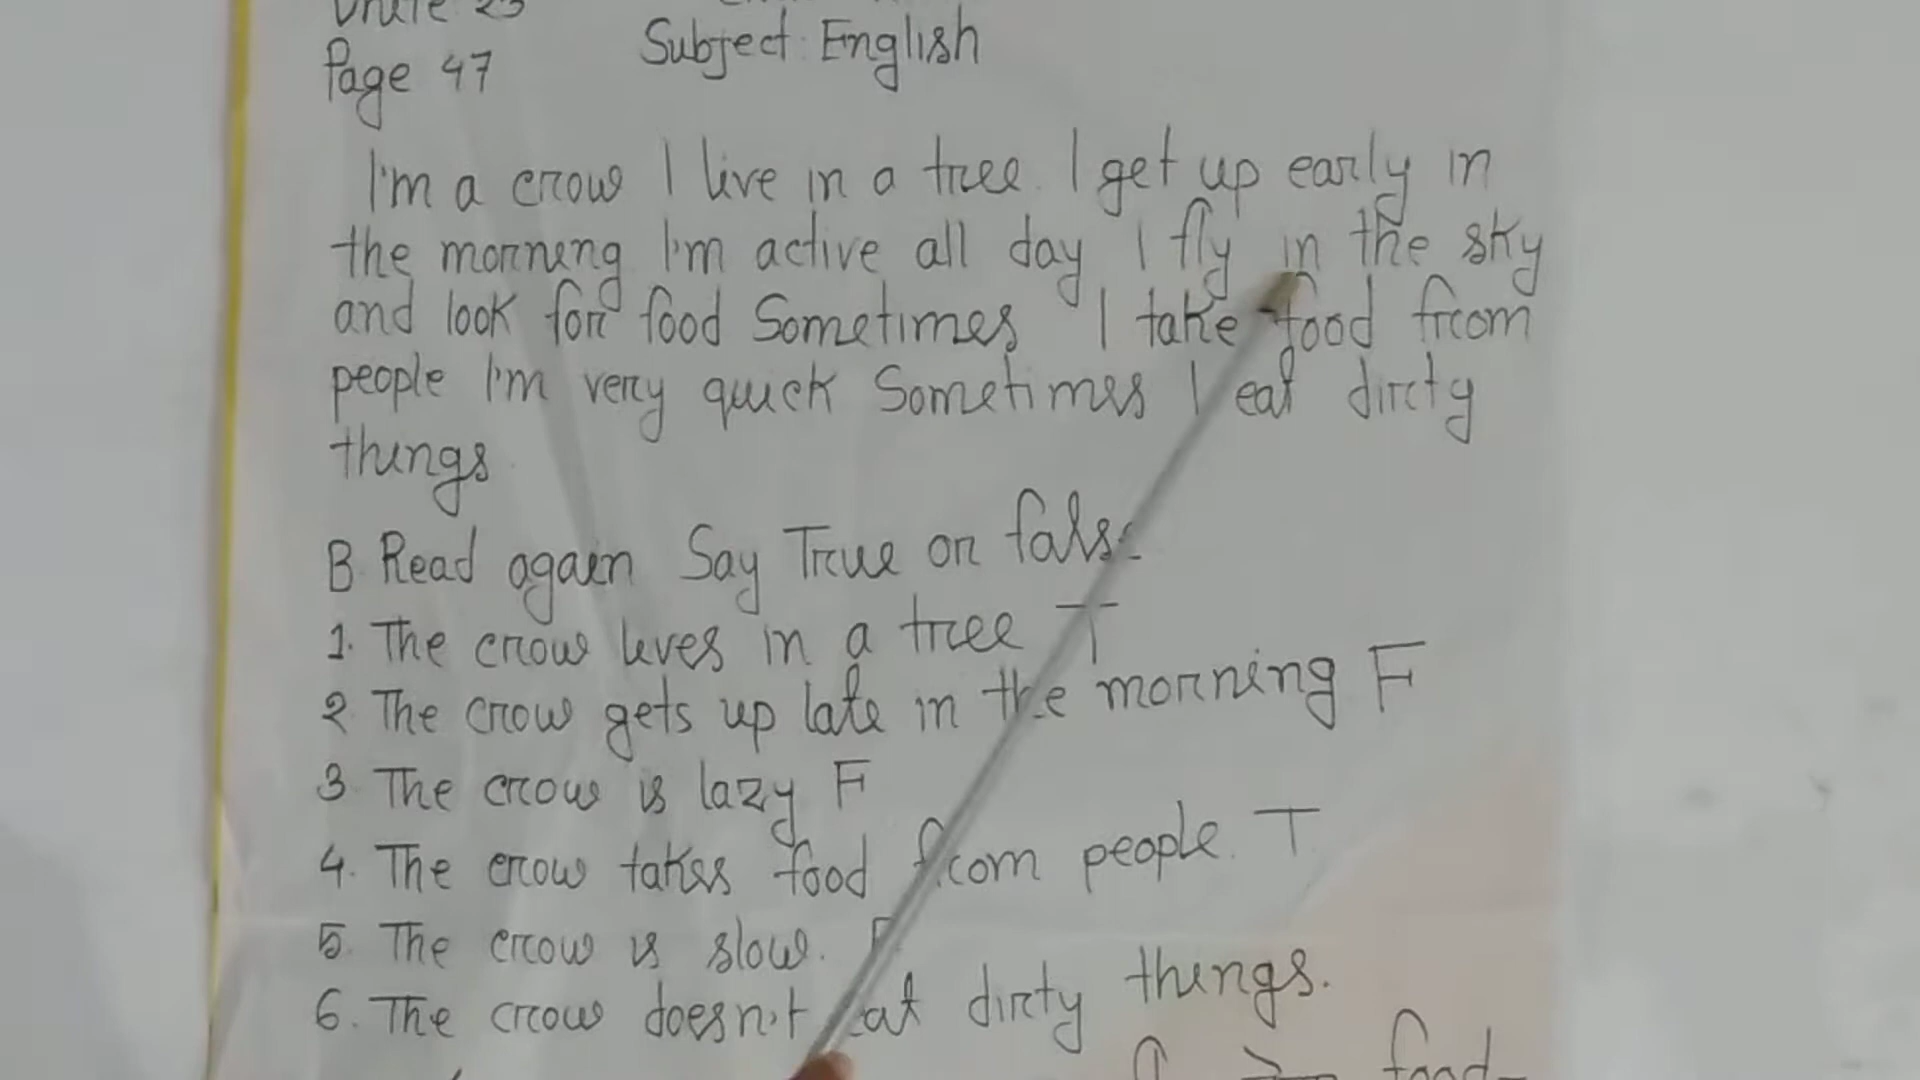 Unite 23
Page 47 Subject: English
I'm a crow I live in a tree. I get up early in
the morning I'm active all day I fly in the sky
and look for food Sometimes I take food from
people I'm very quick Sometimes I eat dirty
things
B. Read again Say True or false
1. The crow lives in a tree T
2 The crow gets up late in the morning F
3 The crow is lazy F
4. The crow takes food from people. T
5. The crow is slow. F
6. The crow doesn't eat dirty things.
food